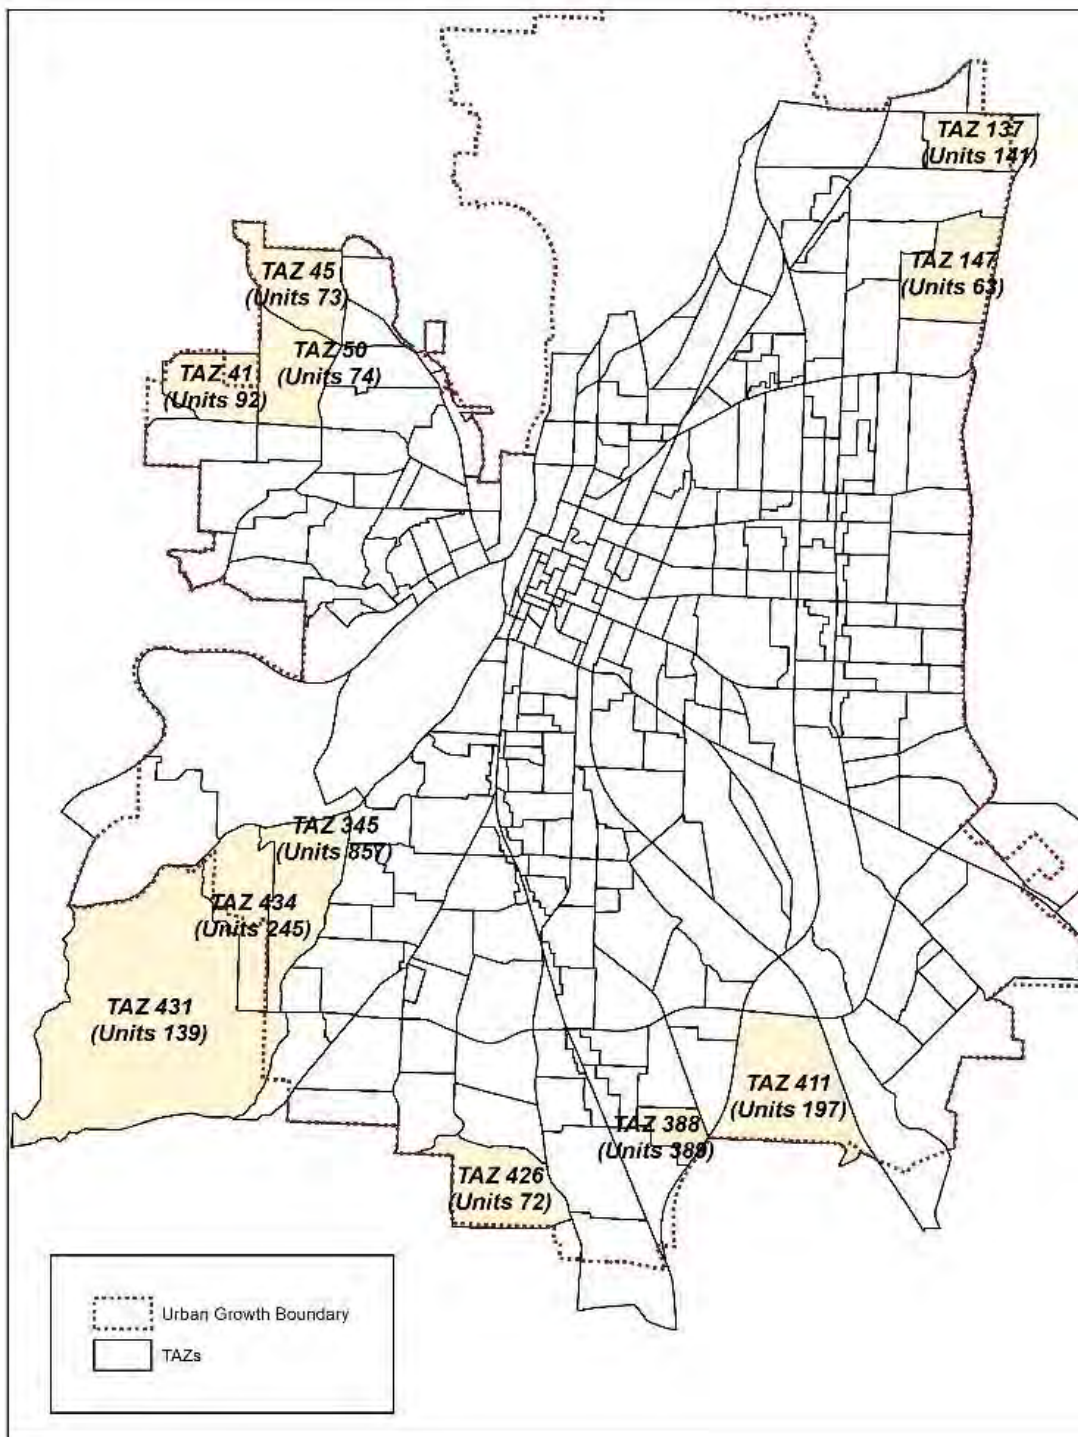 TAZ 137
(Units 141)
TAZ 147
(Units 63)
TAZ 45
(Units 73)
TAZ 50
(Units 74)
TAZ 41
(Units 92)
TAZ 345
(Units 857)
TAZ 434
(Units 245)
TAZ 431
(Units 139)
TAZ 411
(Units 197)
TAZ 388
(Units 389)
TAZ 426
(Units 72)
Urban Growth Boundary
TAZs